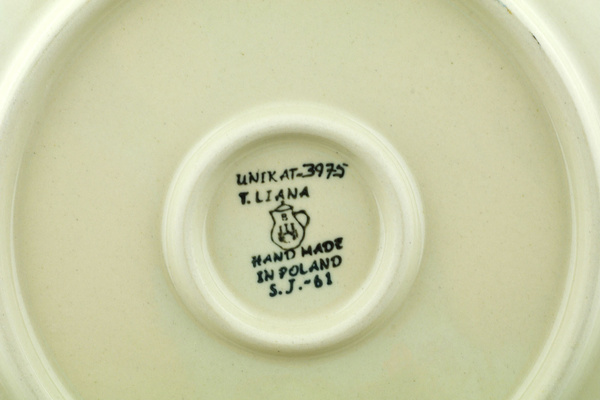 UNIKAT-3975
T.LIANA
B
HAND MADE
IN POLAND
S.J.-61